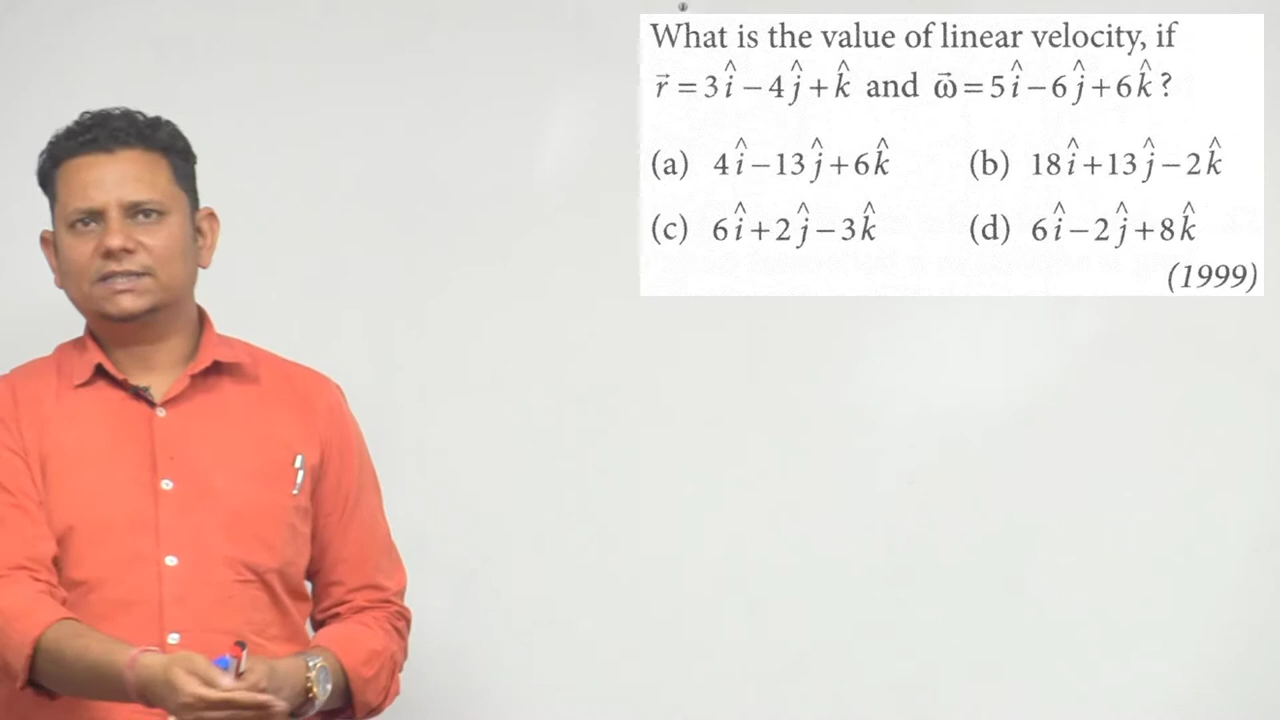 What is the value of linear velocity, if
r⃗ = 3î − 4ĵ + k̂ and ω⃗ = 5î − 6ĵ + 6k̂ ?
(a) 4î − 13ĵ + 6k̂ (b) 18î + 13ĵ − 2k̂
(c) 6î + 2ĵ − 3k̂ (d) 6î − 2ĵ + 8k̂
(1999)